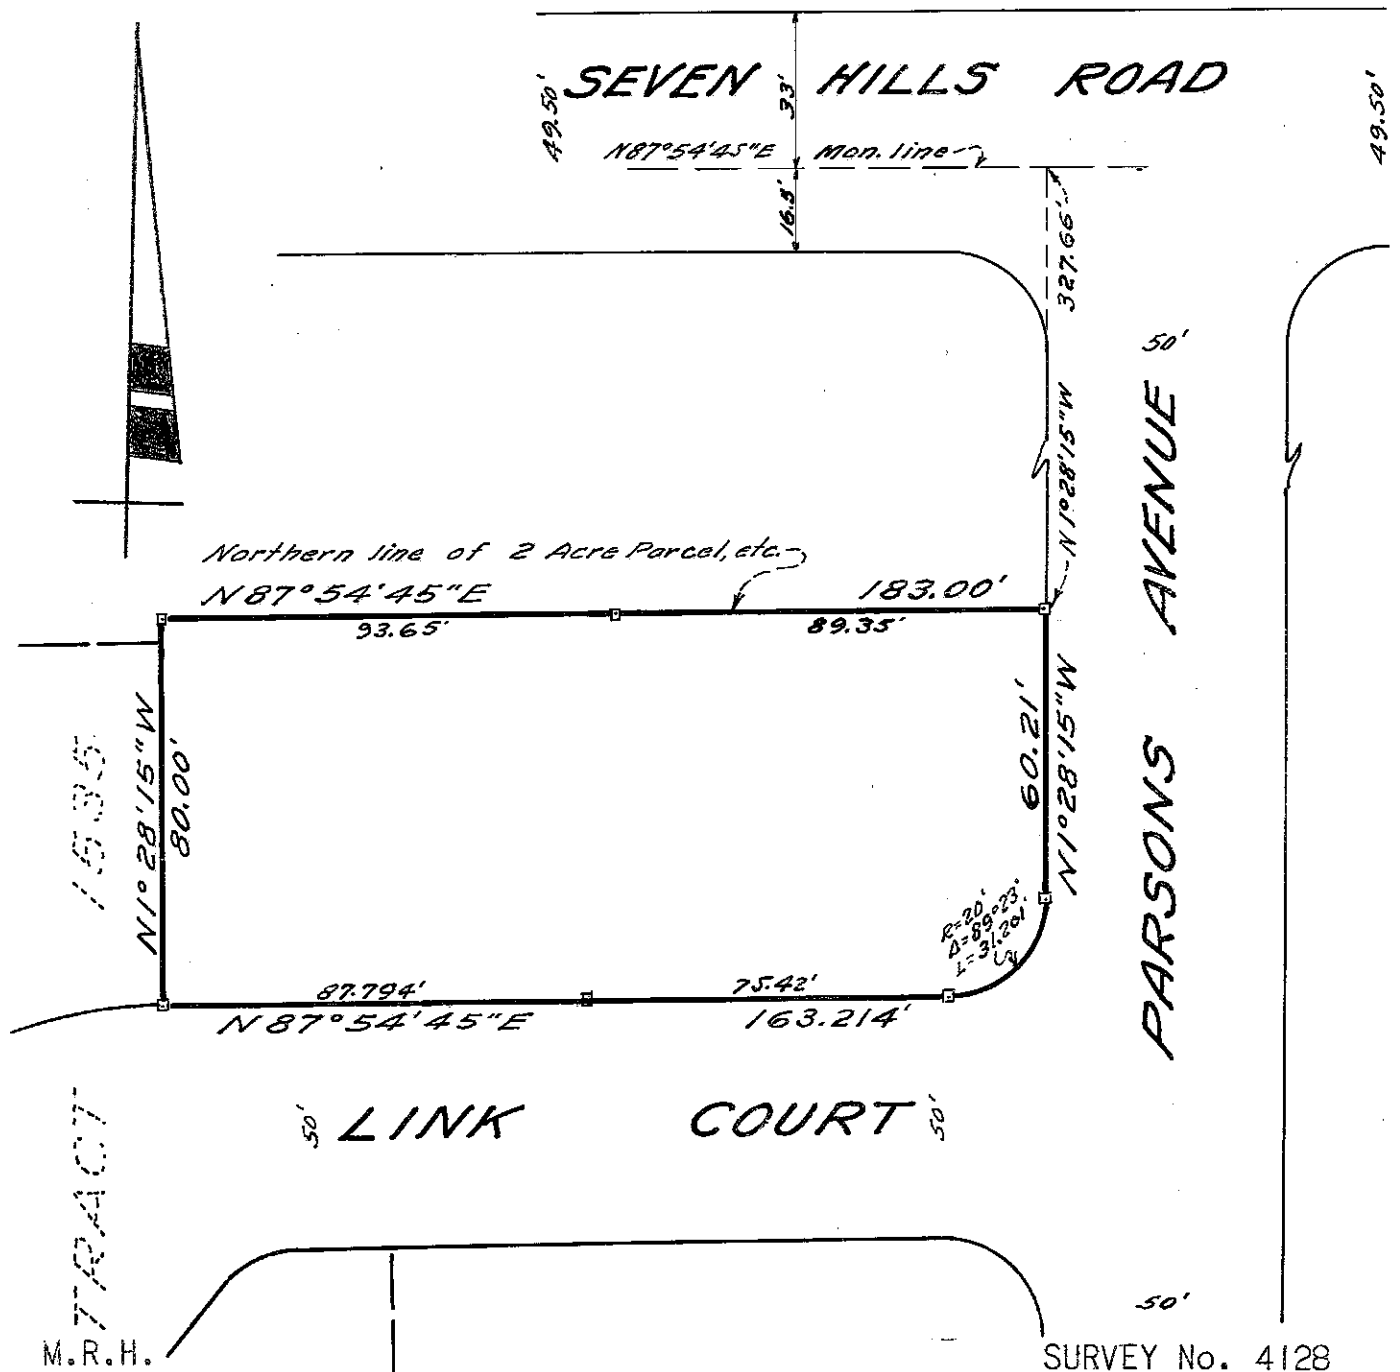 SEVEN HILLS ROAD
49.50'
33'
49.50'
N87°54'45"E Mon. line
16.5'
327.66'
50'
N1°28'15"W
PARSONS AVENUE
Northern line of 2 Acre Parcel, etc.
N87°54'45"E 183.00'
93.65' 89.35'
N1°28'15"W
80.00'
60.21'
N1°28'15"W
R=20'
Δ=89°23'
L=31.201
87.794' 75.42'
N87°54'45"E 163.214'
50' LINK COURT 50'
TRACT 1535
50'
M.R.H.
SURVEY No. 4128